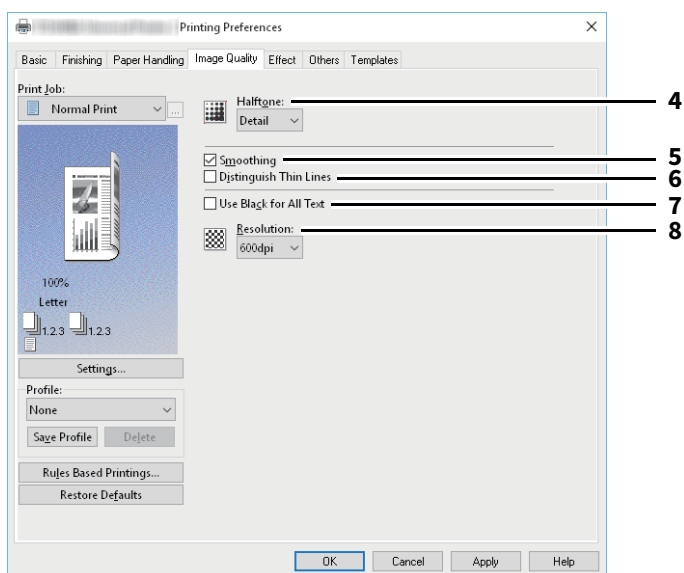 Printing Preferences
Basic Finishing Paper Handling Image Quality Effect Others Templates
Print Job:
Normal Print ...
100%
Letter
1.2.3 1.2.3
Settings...
Profile:
None
Save Profile Delete
Rules Based Printings...
Restore Defaults
Halftone: 4
Detail
Smoothing 5
Distinguish Thin Lines 6
Use Black for All Text 7
Resolution: 8
600dpi
OK Cancel Apply Help